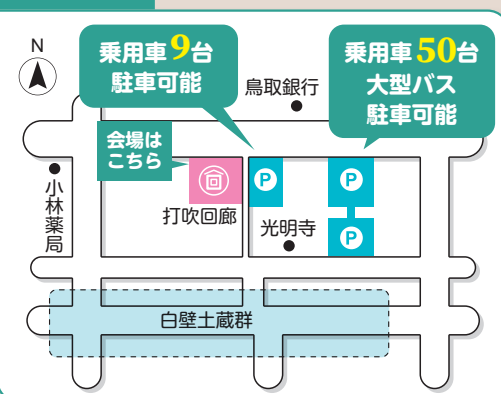 N
乗用車9台
駐車可能
乗用車50台
大型バス
駐車可能
鳥取銀行
会場は
こちら
回
P
P
P
打吹回廊
光明寺
小林薬局
白壁土蔵群